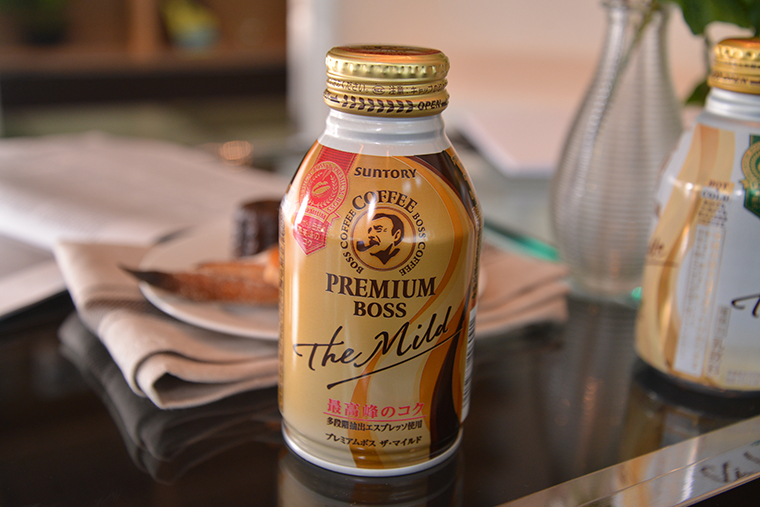 OPEN
SUNTORY
COFFEE
BOSS COFFEE
BOSS COFFEE
PREMIUM
BOSS
The Mild
最高峰のコク
多段階抽出エスプレッソ使用
プレミアムボス ザ・マイルド
HOT
COLD